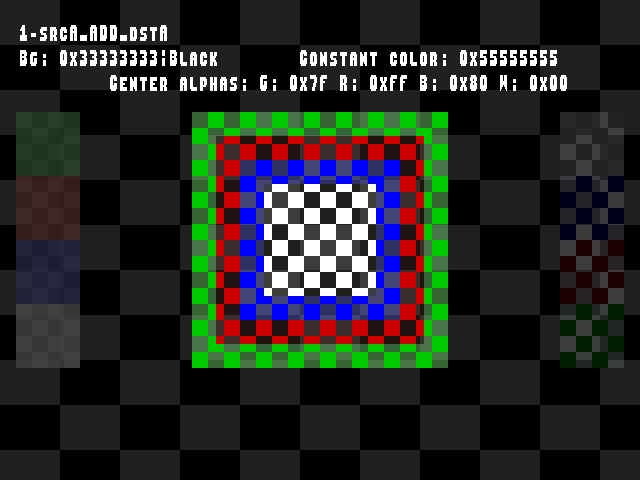 1-srcA_ADD_dstA
Bg: 0x33333333¦Black Constant color: 0x55555555
Center alphas: G: 0x7f R: 0xff B: 0x80 W: 0x00